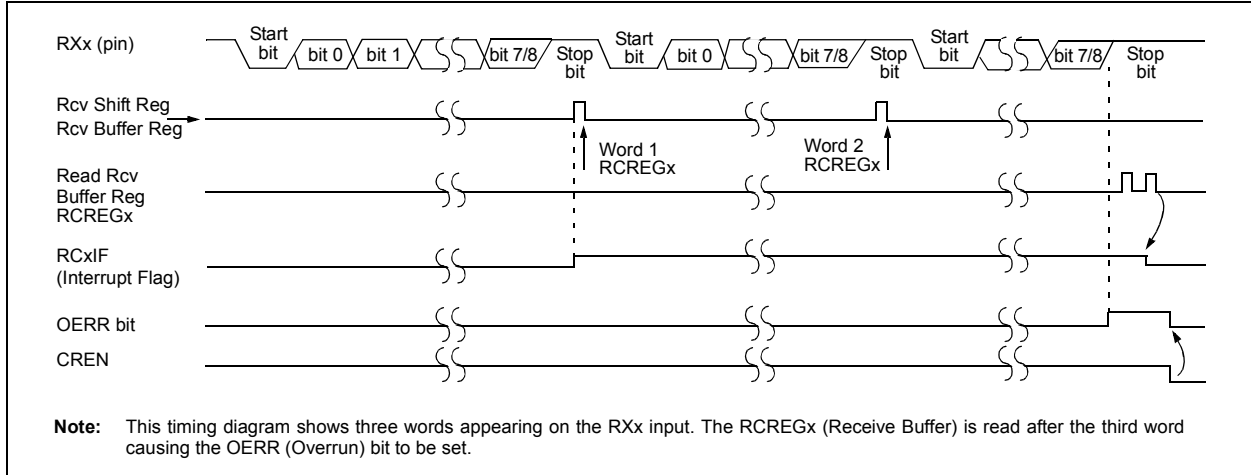 RXx (pin)
Start bit
bit 0
bit 1
bit 7/8
Stop bit
Start bit
bit 0
bit 7/8
Stop bit
Start bit
bit 7/8
Stop bit
Rcv Shift Reg
Rcv Buffer Reg
Word 1
RCREGx
Word 2
RCREGx
Read Rcv
Buffer Reg
RCREGx
RCxIF
(Interrupt Flag)
OERR bit
CREN
Note: This timing diagram shows three words appearing on the RXx input. The RCREGx (Receive Buffer) is read after the third word
causing the OERR (Overrun) bit to be set.